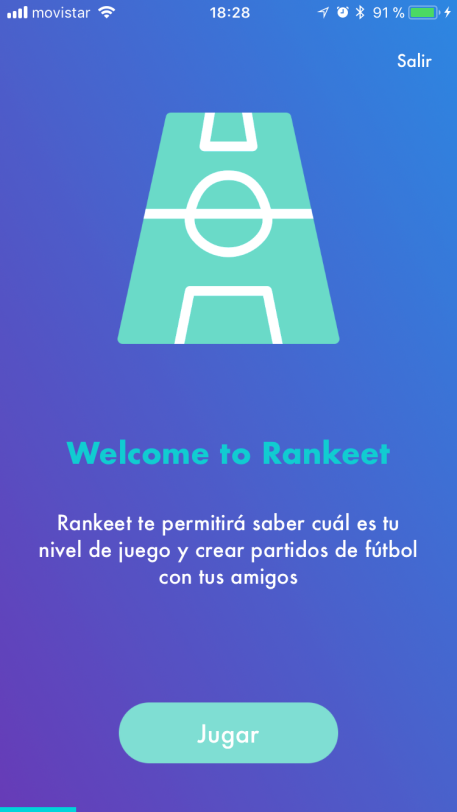 movistar 18:28 91 %
Salir
Welcome to Rankeet
Rankeet te permitirá saber cuál es tu
nivel de juego y crear partidos de fútbol
con tus amigos
Jugar